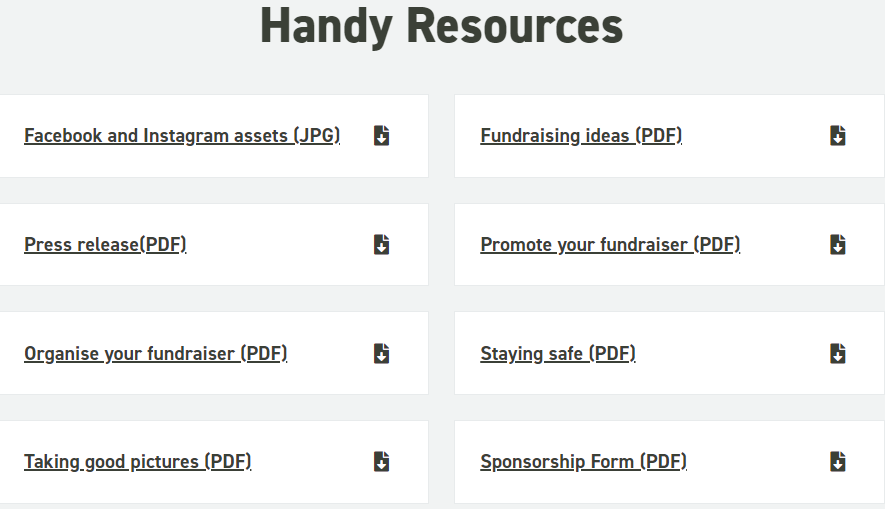 Handy Resources
Facebook and Instagram assets (JPG)
Fundraising ideas (PDF)
Press release(PDF)
Promote your fundraiser (PDF)
Organise your fundraiser (PDF)
Staying safe (PDF)
Taking good pictures (PDF)
Sponsorship Form (PDF)